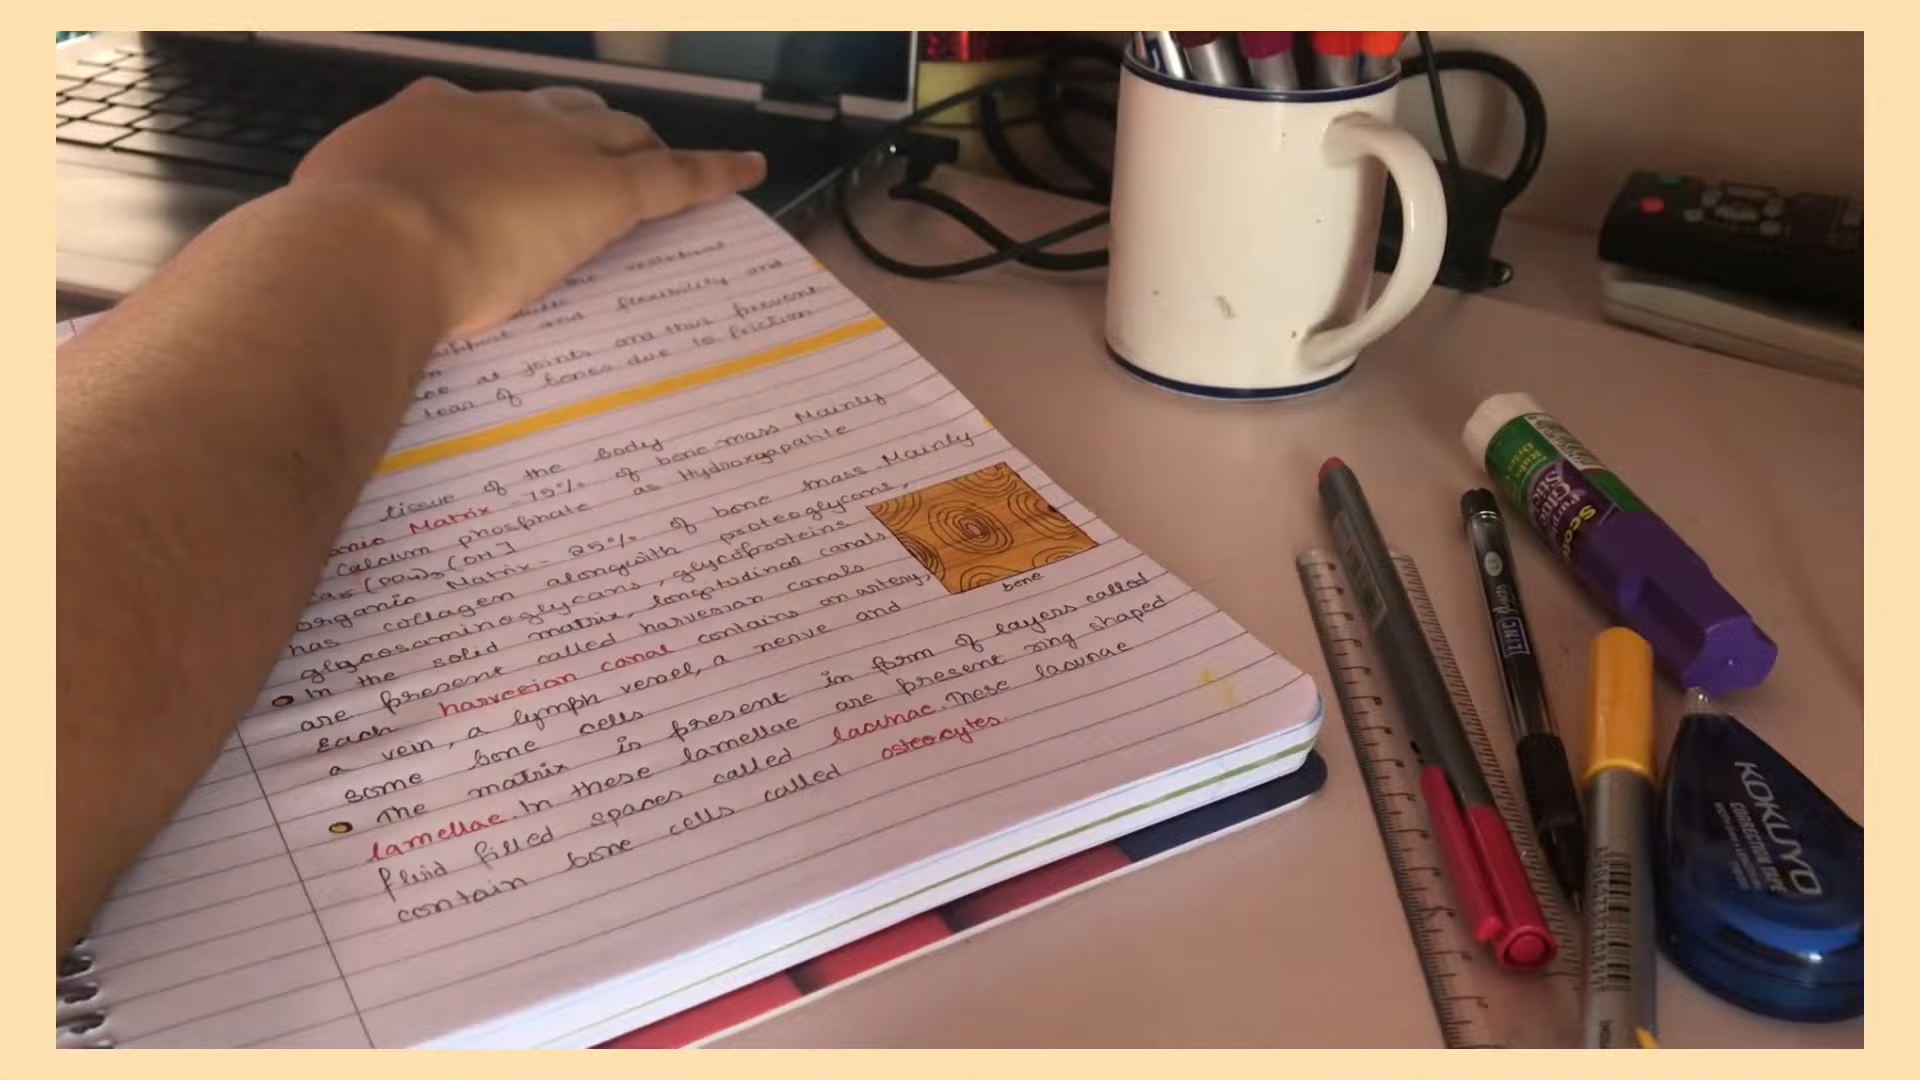 flexibility and
support and
at joints and thus prevent
tear of bones due to friction
tissue of the body
Matrix - 75% of bone mass Mainly
Calcium phosphate as Hydroxyapatite
organic Matrix - 25% of bone mass. Mainly
has collagen alongwith proteoglycans,
glycosaminoglycans, glycoproteins
In the solid matrix, longitudinal canals
are present called harvesian canals
Each harvesian canal contains an artery,
a vein, a lymph vessel, a nerve and
some bone cells
The matrix is present in form of layers called
lamellae. In these lamellae are present ring shaped
fluid filled spaces called lacunae. These lacunae
contain bone cells called osteocytes.
bone
Glue
Stic
KOKUYO
CORRECTION TAPE